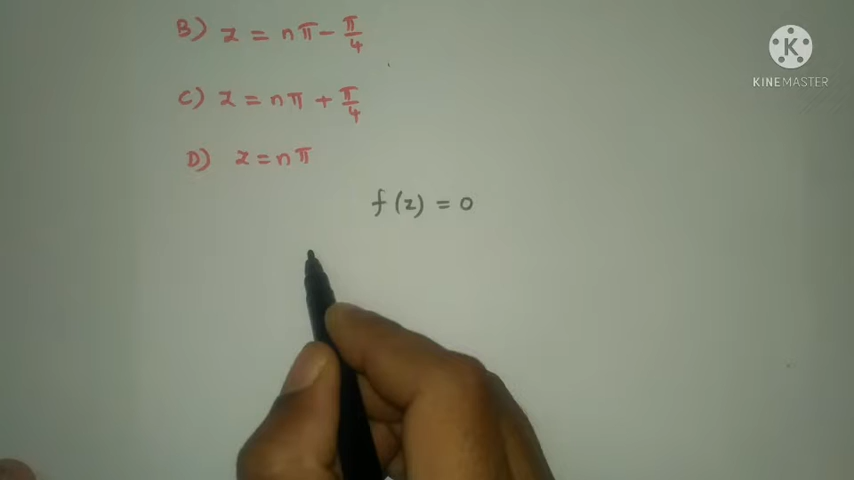 B) z = nπ - π/4
KINEMASTER
C) z = nπ + π/4
D) z = nπ
f(z) = 0